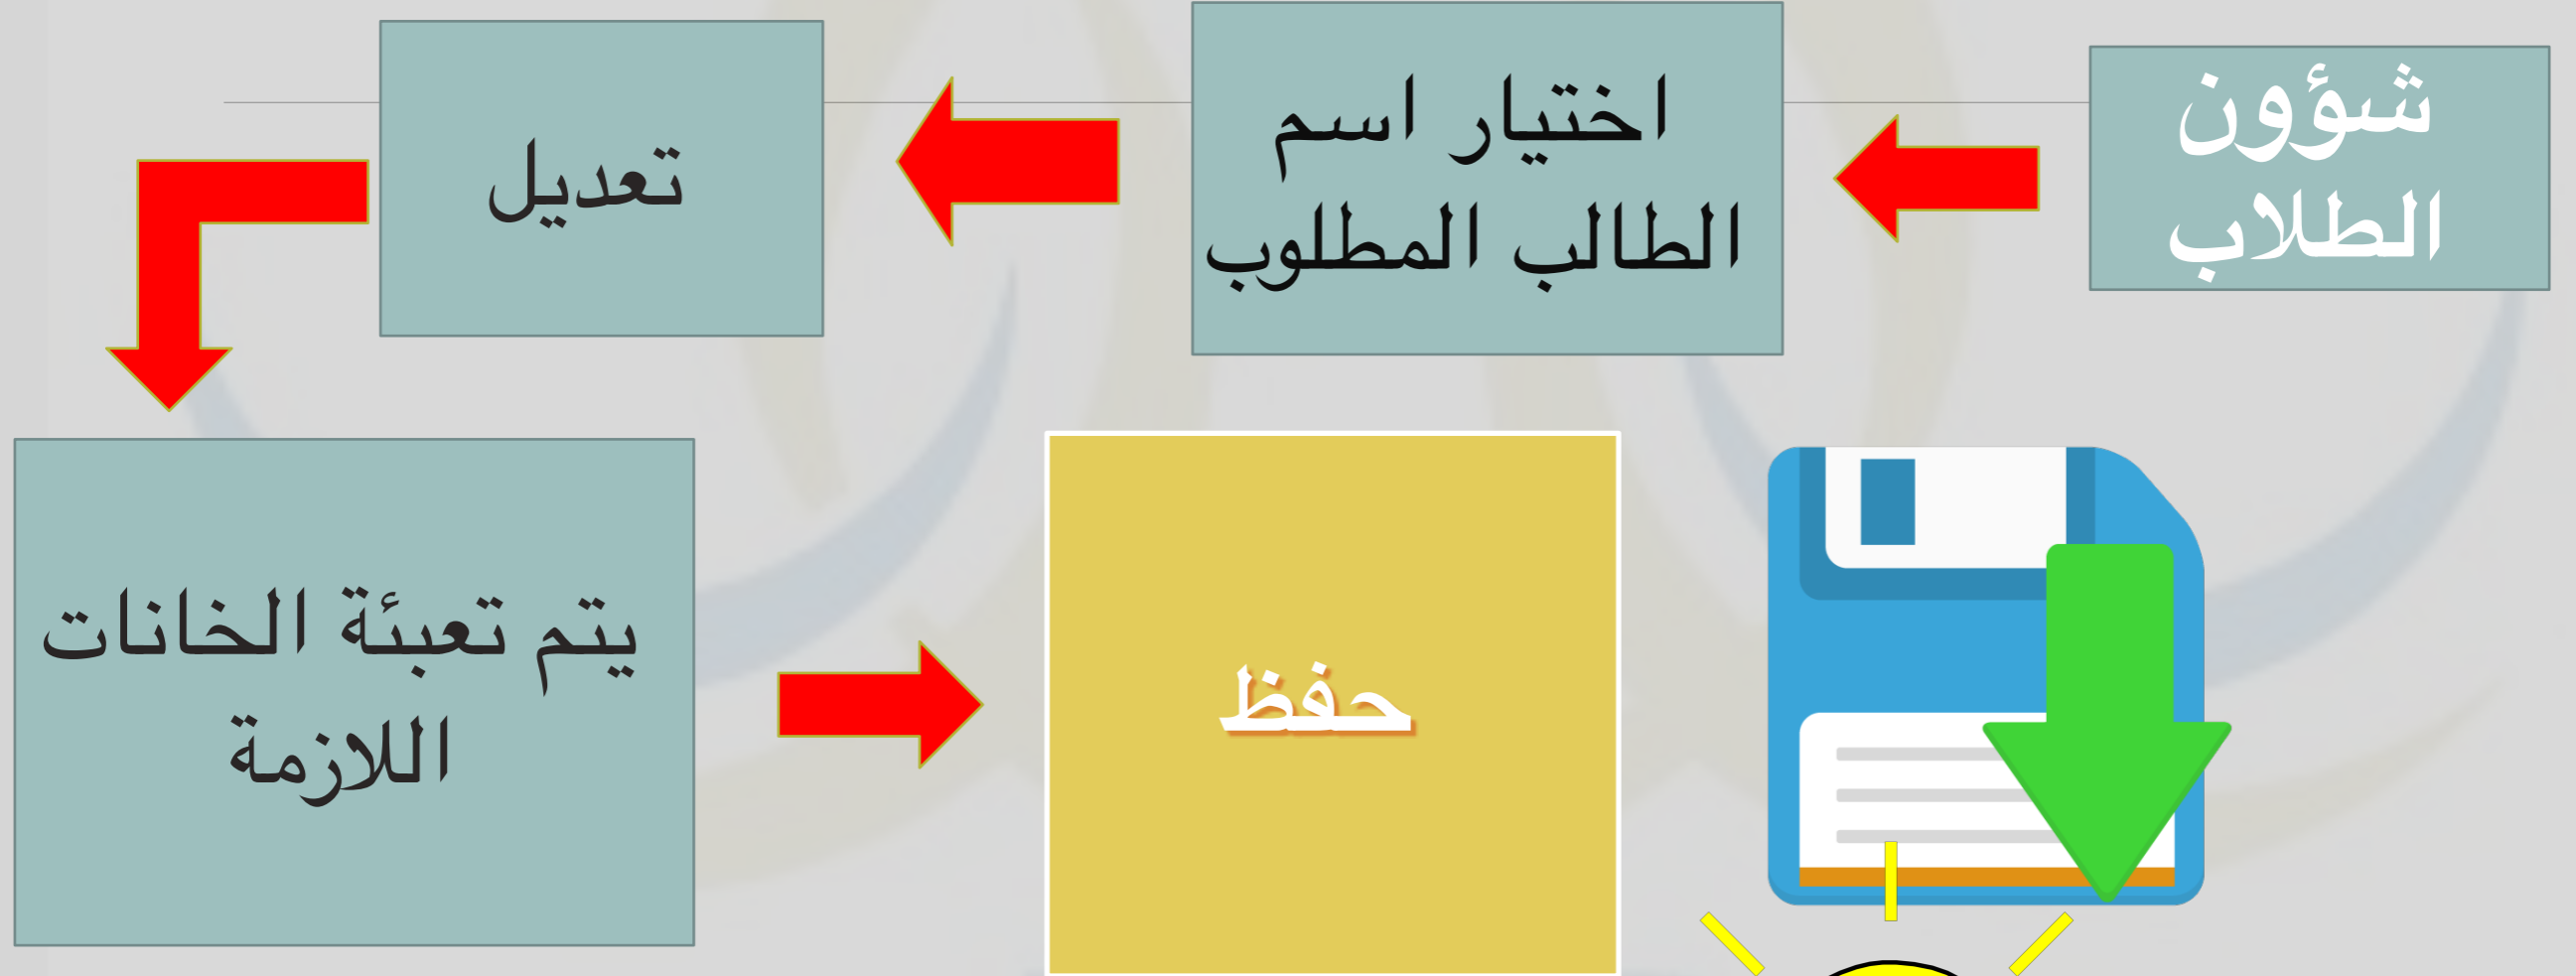 شؤون
الطلاب
اختيار اسم
الطالب المطلوب
تعديل
يتم تعبئة الخانات
اللازمة
حفظ